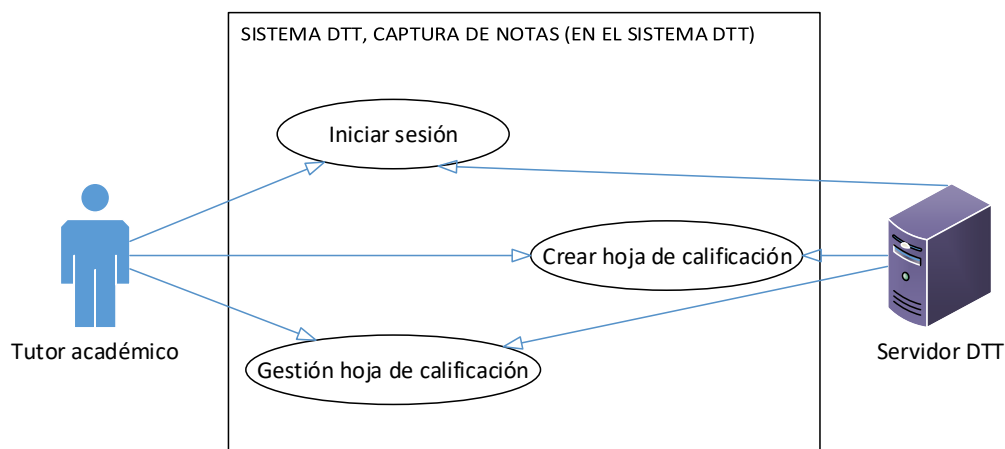 SISTEMA DTT, CAPTURA DE NOTAS (EN EL SISTEMA DTT)
Iniciar sesión
Crear hoja de calificación
Tutor académico
Servidor DTT
Gestión hoja de calificación